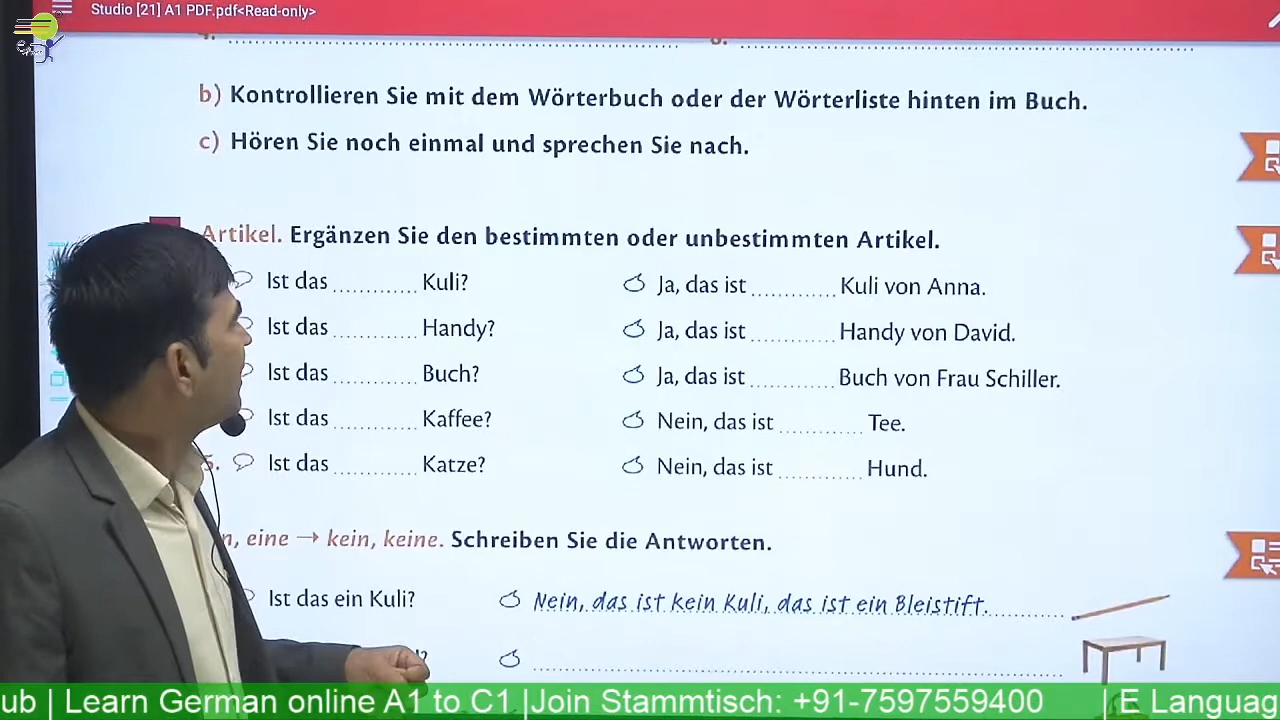 Studio [21] A1 PDF.pdf<Read-only>
b) Kontrollieren Sie mit dem Wörterbuch oder der Wörterliste hinten im Buch.
c) Hören Sie noch einmal und sprechen Sie nach.
Artikel. Ergänzen Sie den bestimmten oder unbestimmten Artikel.
Ist das ............ Kuli? Ja, das ist ............ Kuli von Anna.
Ist das ............ Handy? Ja, das ist ............ Handy von David.
Ist das ............ Buch? Ja, das ist ............ Buch von Frau Schiller.
Ist das ............ Kaffee? Nein, das ist ............ Tee.
5. Ist das ............ Katze? Nein, das ist ............ Hund.
eine → kein, keine. Schreiben Sie die Antworten.
Ist das ein Kuli? Nein, das ist kein Kuli, das ist ein Bleistift.
ub | Learn German online A1 to C1 |Join Stammtisch: +91-7597559400 | E Languag